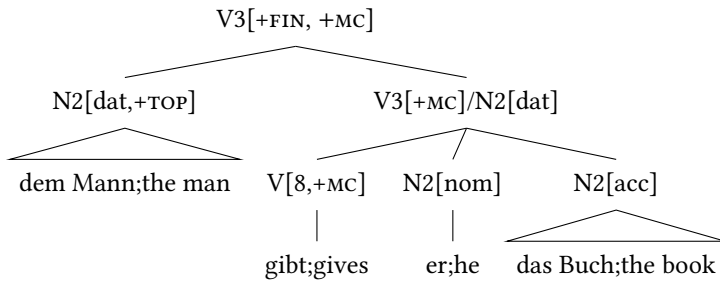 V3[+FIN, +MC]
N2[dat,+TOP] V3[+MC]/N2[dat]
dem Mann;the man V[8,+MC] N2[nom] N2[acc]
gibt;gives er;he das Buch;the book